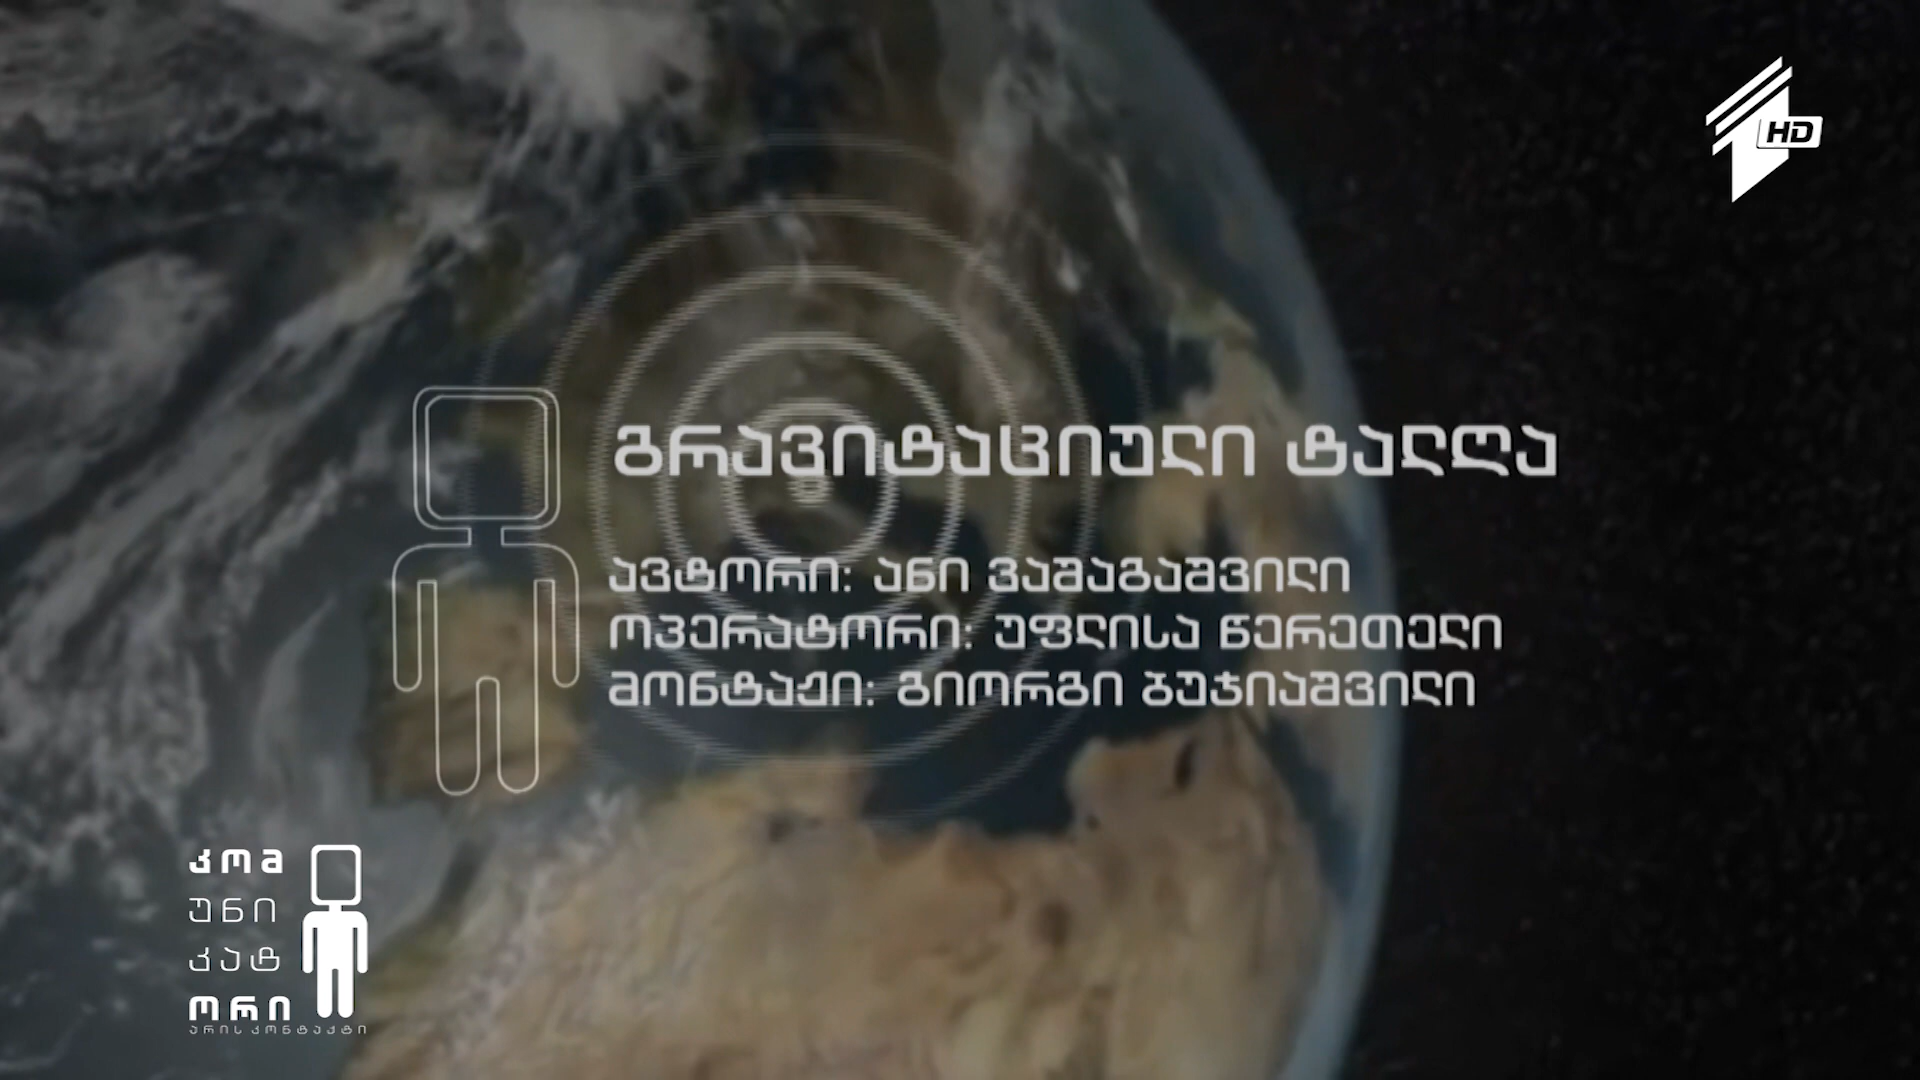 HD
გრავიტაციული ტალღა
ავტორი: ანი ვაშაგაშვილი
ოპერატორი: უფლისა წერეთელი
მონტაჟი: გიორგი ბუჯიაშვილი
კომ
უნი
კატ
ორი
არის კონტაქტი